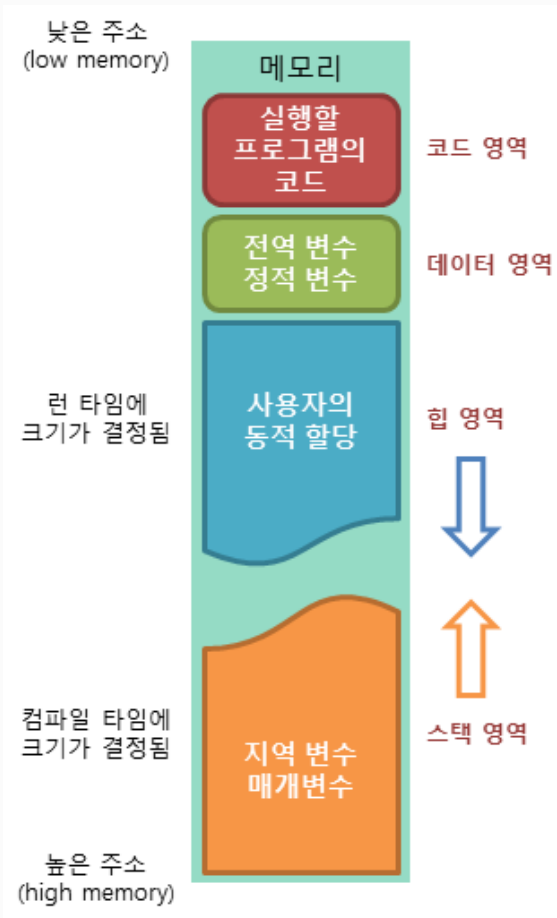 낮은 주소
(low memory)
메모리
실행할
프로그램의
코드
코드 영역
전역 변수
정적 변수
데이터 영역
런 타임에
크기가 결정됨
사용자의
동적 할당
힙 영역
컴파일 타임에
크기가 결정됨
지역 변수
매개변수
스택 영역
높은 주소
(high memory)